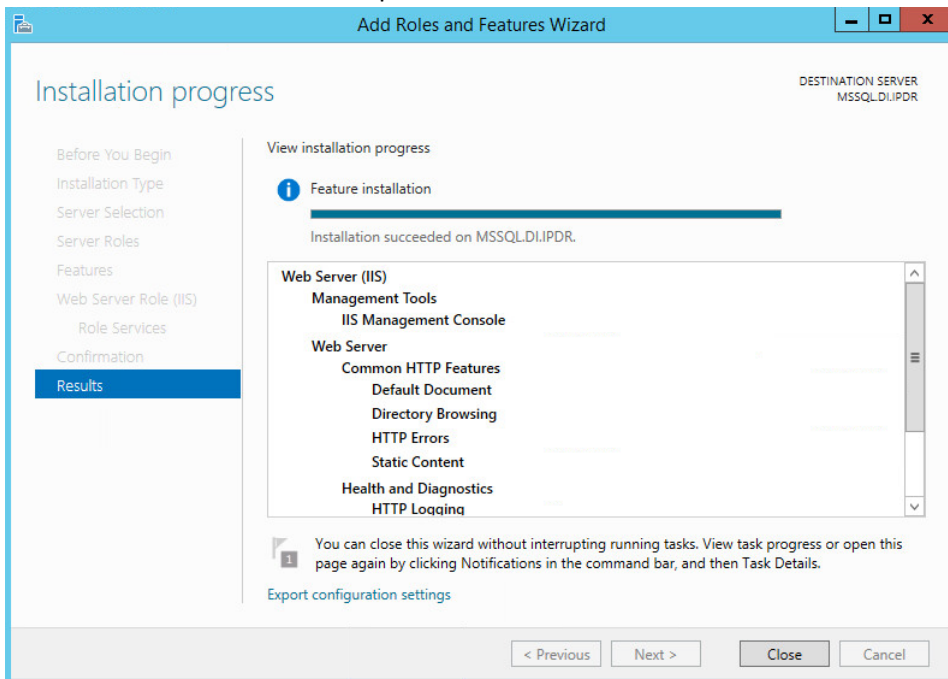 Add Roles and Features Wizard
Installation progress
DESTINATION SERVER
MSSQL.DI.IPDR
Before You Begin
Installation Type
Server Selection
Server Roles
Features
Web Server Role (IIS)
Role Services
Confirmation
Results
View installation progress
Feature installation
Installation succeeded on MSSQL.DI.IPDR.
Web Server (IIS)
Management Tools
IIS Management Console
Web Server
Common HTTP Features
Default Document
Directory Browsing
HTTP Errors
Static Content
Health and Diagnostics
HTTP Logging
1
You can close this wizard without interrupting running tasks. View task progress or open this
page again by clicking Notifications in the command bar, and then Task Details.
Export configuration settings
< Previous
Next >
Close
Cancel